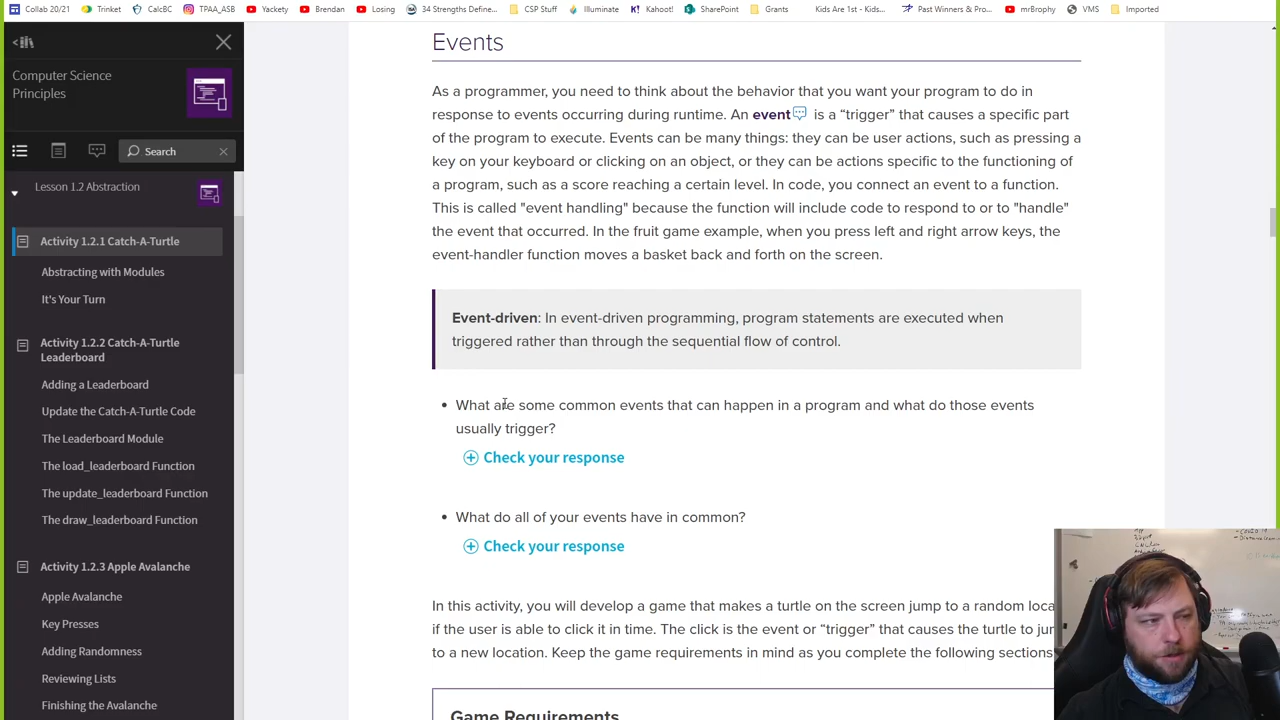 Collab 20/21 Trinket CalcBC TPAA_ASB Yackety Brendan Losing 34 Strengths Define... CSP Stuff Illuminate Kahoot! SharePoint Grants Kids Are 1st - Kids... Past Winners & Pro... VMS mrBrophy Imported
Computer Science
Principles
Search
Lesson 1.2 Abstraction
Activity 1.2.1 Catch-A-Turtle
Abstracting with Modules
It's Your Turn
Activity 1.2.2 Catch-A-Turtle
Leaderboard
Adding a Leaderboard
Update the Catch-A-Turtle Code
The Leaderboard Module
The load_leaderboard Function
The update_leaderboard Function
The draw_leaderboard Function
Activity 1.2.3 Apple Avalanche
Apple Avalanche
Key Presses
Adding Randomness
Reviewing Lists
Finishing the Avalanche
Events
As a programmer, you need to think about the behavior that you want your program to do in
response to events occurring during runtime. An event is a “trigger” that causes a specific part
of the program to execute. Events can be many things: they can be user actions, such as pressing a
key on your keyboard or clicking on an object, or they can be actions specific to the functioning of
a program, such as a score reaching a certain level. In code, you connect an event to a function.
This is called "event handling" because the function will include code to respond to or to "handle"
the event that occurred. In the fruit game example, when you press left and right arrow keys, the
event-handler function moves a basket back and forth on the screen.
Event-driven: In event-driven programming, program statements are executed when
triggered rather than through the sequential flow of control.
• What are some common events that can happen in a program and what do those events
usually trigger?
Check your response
• What do all of your events have in common?
Check your response
In this activity, you will develop a game that makes a turtle on the screen jump to a random loca
if the user is able to click it in time. The click is the event or “trigger” that causes the turtle to jum
to a new location. Keep the game requirements in mind as you complete the following sections
Game Requirements